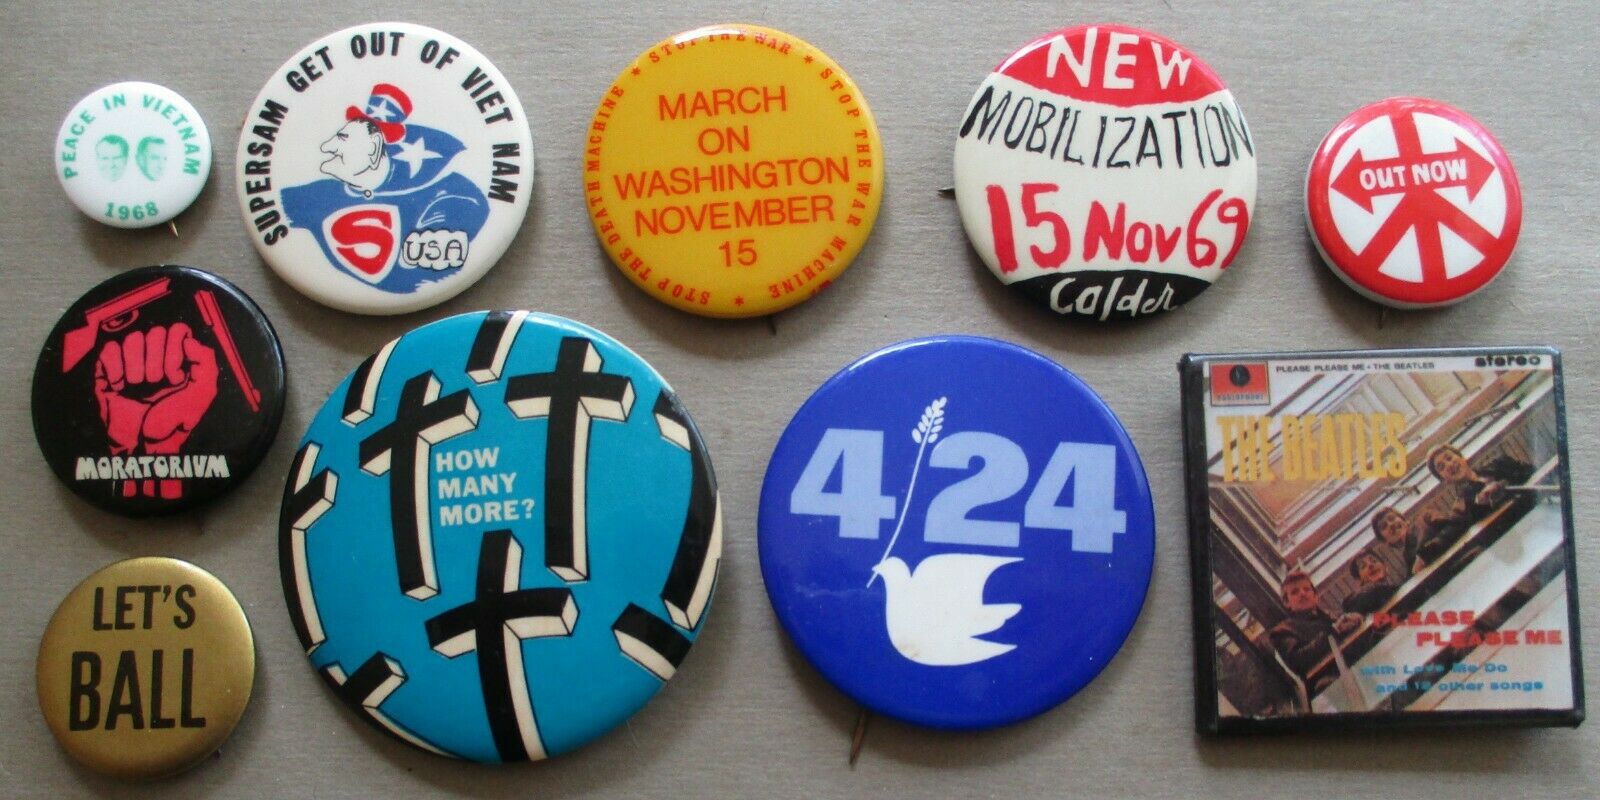 PEACE IN VIETNAM
1968
SUPERSAM GET OUT OF VIET NAM
S
USA
* STOP THE WAR * STOP THE WAR MACHINE * STOP THE DEATH MACHINE
MARCH
ON
WASHINGTON
NOVEMBER
15
NEW
MOBILIZATION
15 Nov 69
Calder
OUT NOW
MORATORIUM
HOW
MANY
MORE?
4/24
stereo
PLEASE PLEASE ME • THE BEATLES
PARLOPHONE
THE BEATLES
PLEASE
PLEASE ME
with Love Me Do
and 12 other songs
LET'S
BALL